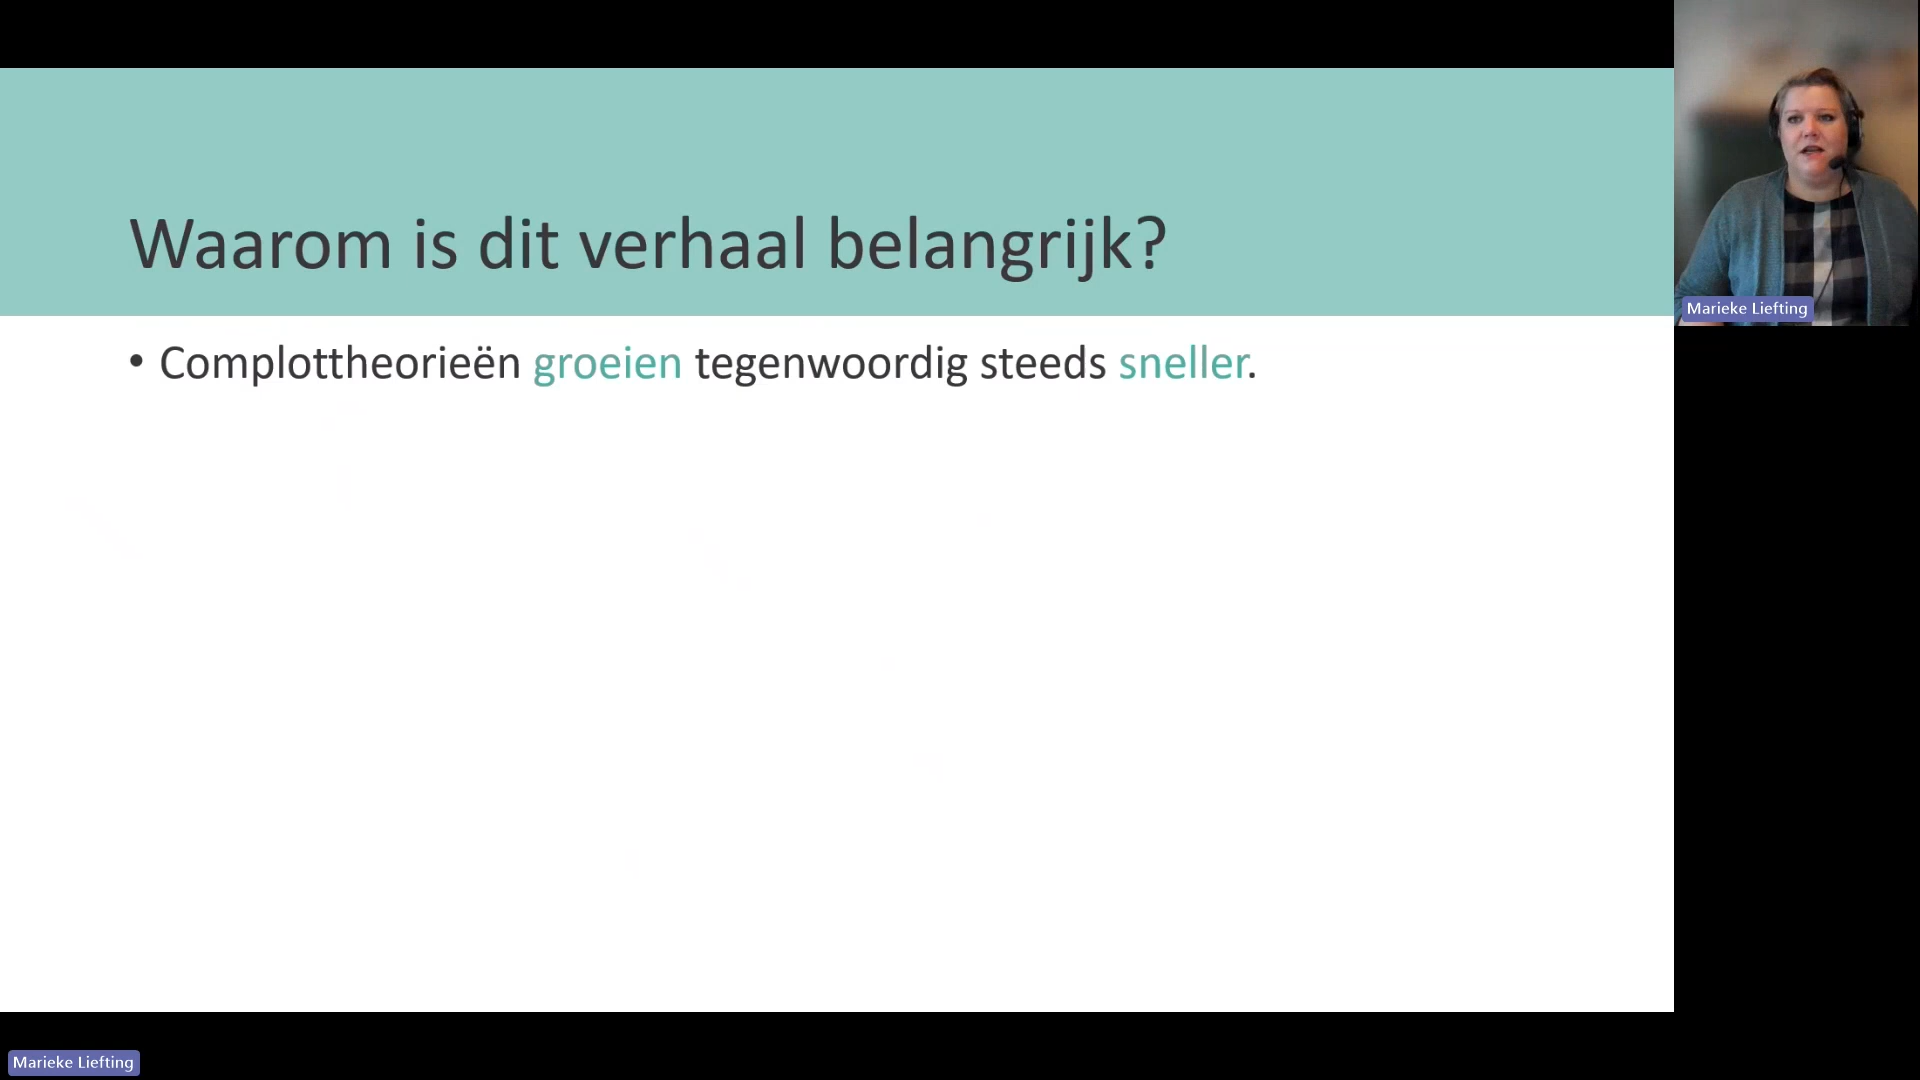 Waarom is dit verhaal belangrijk?
• Complottheorieën groeien tegenwoordig steeds sneller.
Marieke Liefting
Marieke Liefting